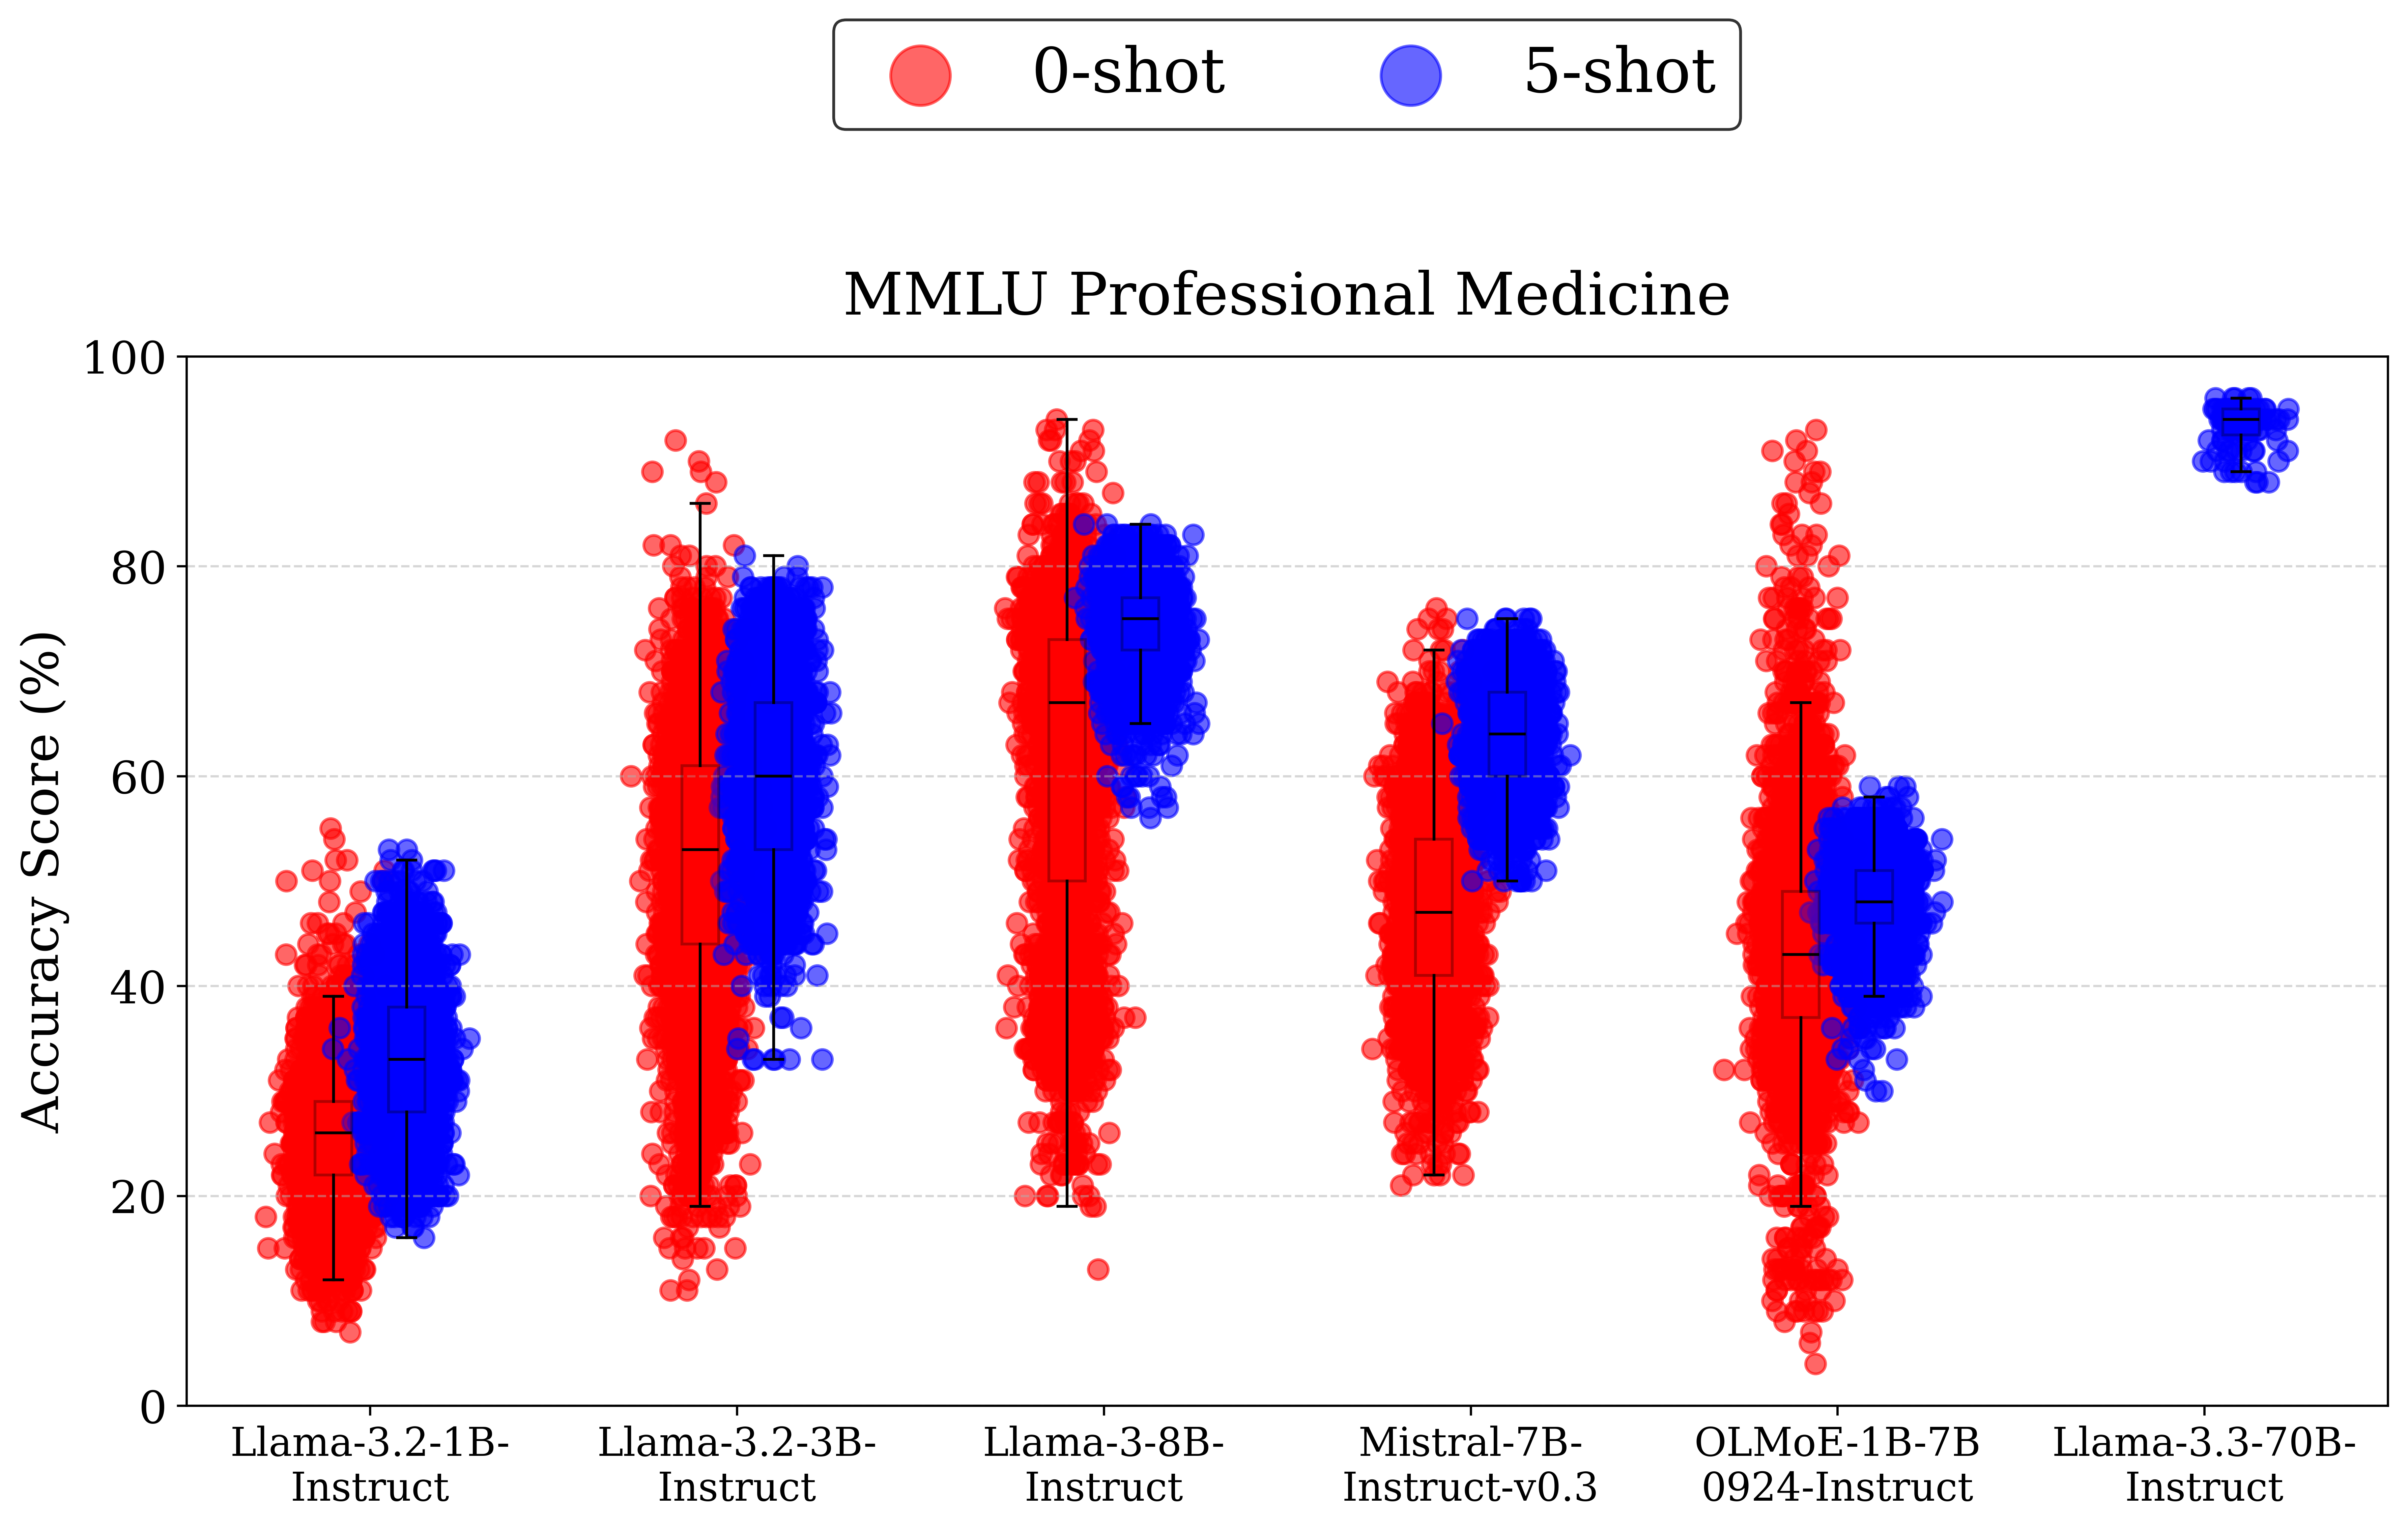 0-shot 5-shot
MMLU Professional Medicine
Accuracy Score (%)
100
80
60
40
20
0
Llama-3.2-1B-
Instruct
Llama-3.2-3B-
Instruct
Llama-3-8B-
Instruct
Mistral-7B-
Instruct-v0.3
OLMoE-1B-7B
0924-Instruct
Llama-3.3-70B-
Instruct